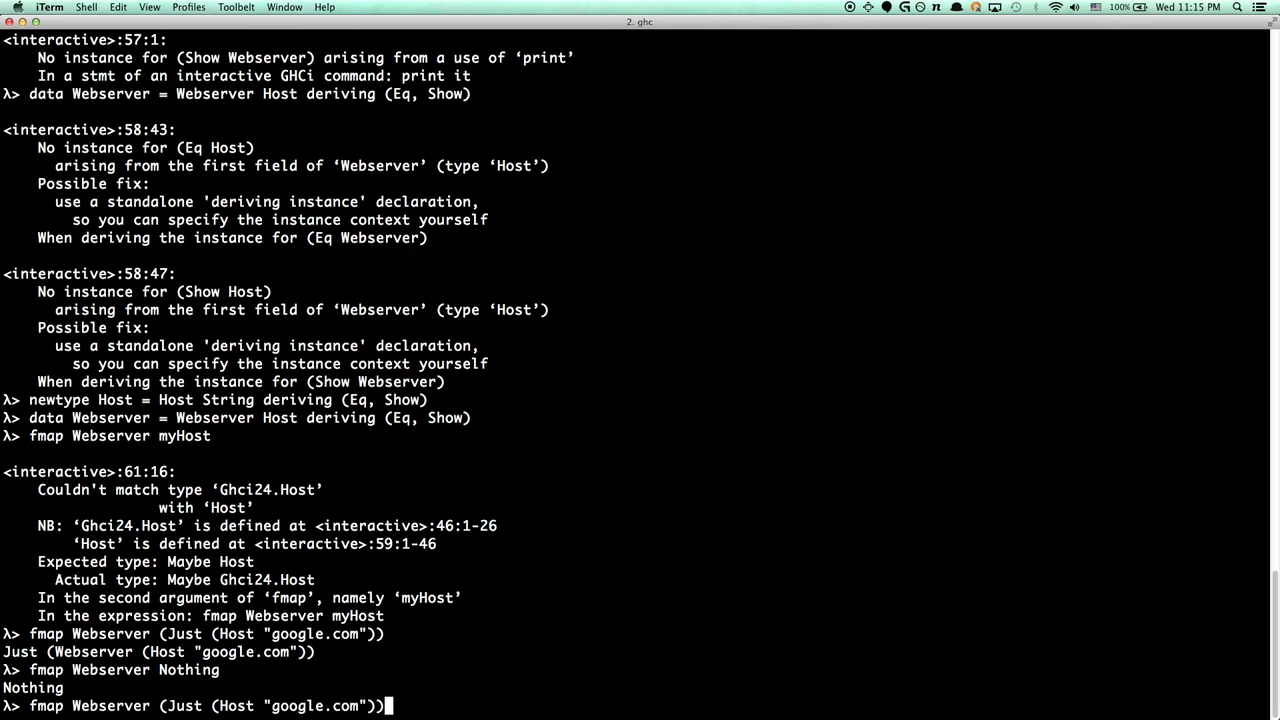 iTerm Shell Edit View Profiles Toolbelt Window Help 100% Wed 11:15 PM
2. ghc
<interactive>:57:1:
No instance for (Show Webserver) arising from a use of ‘print’
In a stmt of an interactive GHCi command: print it
λ> data Webserver = Webserver Host deriving (Eq, Show)
<interactive>:58:43:
No instance for (Eq Host)
arising from the first field of ‘Webserver’ (type ‘Host’)
Possible fix:
use a standalone 'deriving instance' declaration,
so you can specify the instance context yourself
When deriving the instance for (Eq Webserver)
<interactive>:58:47:
No instance for (Show Host)
arising from the first field of ‘Webserver’ (type ‘Host’)
Possible fix:
use a standalone 'deriving instance' declaration,
so you can specify the instance context yourself
When deriving the instance for (Show Webserver)
λ> newtype Host = Host String deriving (Eq, Show)
λ> data Webserver = Webserver Host deriving (Eq, Show)
λ> fmap Webserver myHost
<interactive>:61:16:
Couldn't match type ‘Ghci24.Host’
with ‘Host’
NB: ‘Ghci24.Host’ is defined at <interactive>:46:1-26
‘Host’ is defined at <interactive>:59:1-46
Expected type: Maybe Host
Actual type: Maybe Ghci24.Host
In the second argument of ‘fmap’, namely ‘myHost’
In the expression: fmap Webserver myHost
λ> fmap Webserver (Just (Host "google.com"))
Just (Webserver (Host "google.com"))
λ> fmap Webserver Nothing
Nothing
λ> fmap Webserver (Just (Host "google.com"))